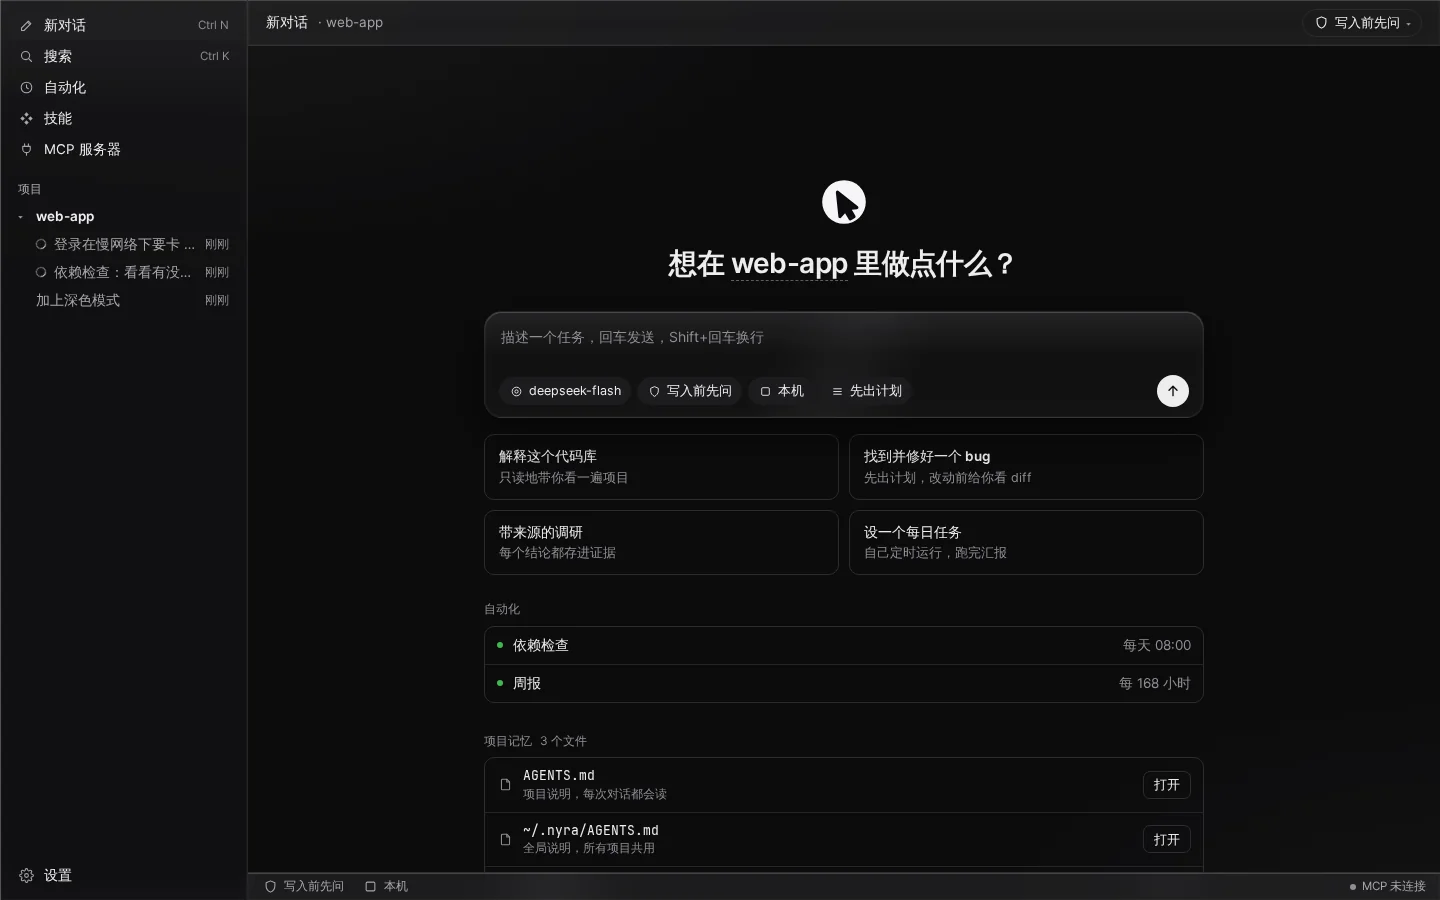 新对话 Ctrl N
搜索 Ctrl K
自动化
技能
MCP 服务器
项目
web-app
登录在慢网络下要卡 ... 刚刚
依赖检查：看看有没... 刚刚
加上深色模式 刚刚
设置
新对话 · web-app
写入前先问
想在 web-app 里做点什么？
描述一个任务，回车发送，Shift+回车换行
deepseek-flash 写入前先问 本机 先出计划
解释这个代码库
只读地带你看一遍项目
找到并修好一个 bug
先出计划，改动前给你看 diff
带来源的调研
每个结论都存进证据
设一个每日任务
自己定时运行，跑完汇报
自动化
依赖检查 每天 08:00
周报 每 168 小时
项目记忆 3 个文件
AGENTS.md
项目说明，每次对话都会读
打开
~/.nyra/AGENTS.md
全局说明，所有项目共用
打开
写入前先问 本机 MCP 未连接